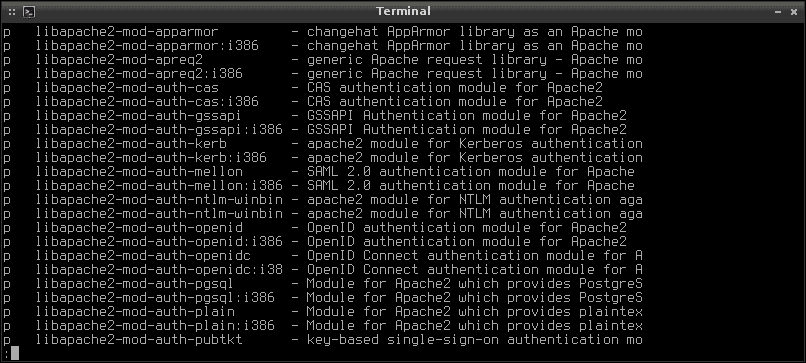 Terminal
p   libapache2-mod-apparmor         - changehat AppArmor library as an Apache mo
p   libapache2-mod-apparmor:i386    - changehat AppArmor library as an Apache mo
p   libapache2-mod-apreq2           - generic Apache request library - Apache mo
p   libapache2-mod-apreq2:i386      - generic Apache request library - Apache mo
p   libapache2-mod-auth-cas         - CAS authentication module for Apache2
p   libapache2-mod-auth-cas:i386    - CAS authentication module for Apache2
p   libapache2-mod-auth-gssapi      - GSSAPI Authentication module for Apache2
p   libapache2-mod-auth-gssapi:i386 - GSSAPI Authentication module for Apache2
p   libapache2-mod-auth-kerb        - apache2 module for Kerberos authentication
p   libapache2-mod-auth-kerb:i386   - apache2 module for Kerberos authentication
p   libapache2-mod-auth-mellon      - SAML 2.0 authentication module for Apache
p   libapache2-mod-auth-mellon:i386 - SAML 2.0 authentication module for Apache
p   libapache2-mod-auth-ntlm-winbin - apache2 module for NTLM authentication aga
p   libapache2-mod-auth-ntlm-winbin - apache2 module for NTLM authentication aga
p   libapache2-mod-auth-openid      - OpenID authentication module for Apache2
p   libapache2-mod-auth-openid:i386 - OpenID authentication module for Apache2
p   libapache2-mod-auth-openidc     - OpenID Connect authentication module for A
p   libapache2-mod-auth-openidc:i38 - OpenID Connect authentication module for A
p   libapache2-mod-auth-pgsql       - Module for Apache2 which provides PostgreS
p   libapache2-mod-auth-pgsql:i386  - Module for Apache2 which provides PostgreS
p   libapache2-mod-auth-plain       - Module for Apache2 which provides plaintex
p   libapache2-mod-auth-plain:i386  - Module for Apache2 which provides plaintex
p   libapache2-mod-auth-pubtkt      - key-based single-sign-on authentication mo
: